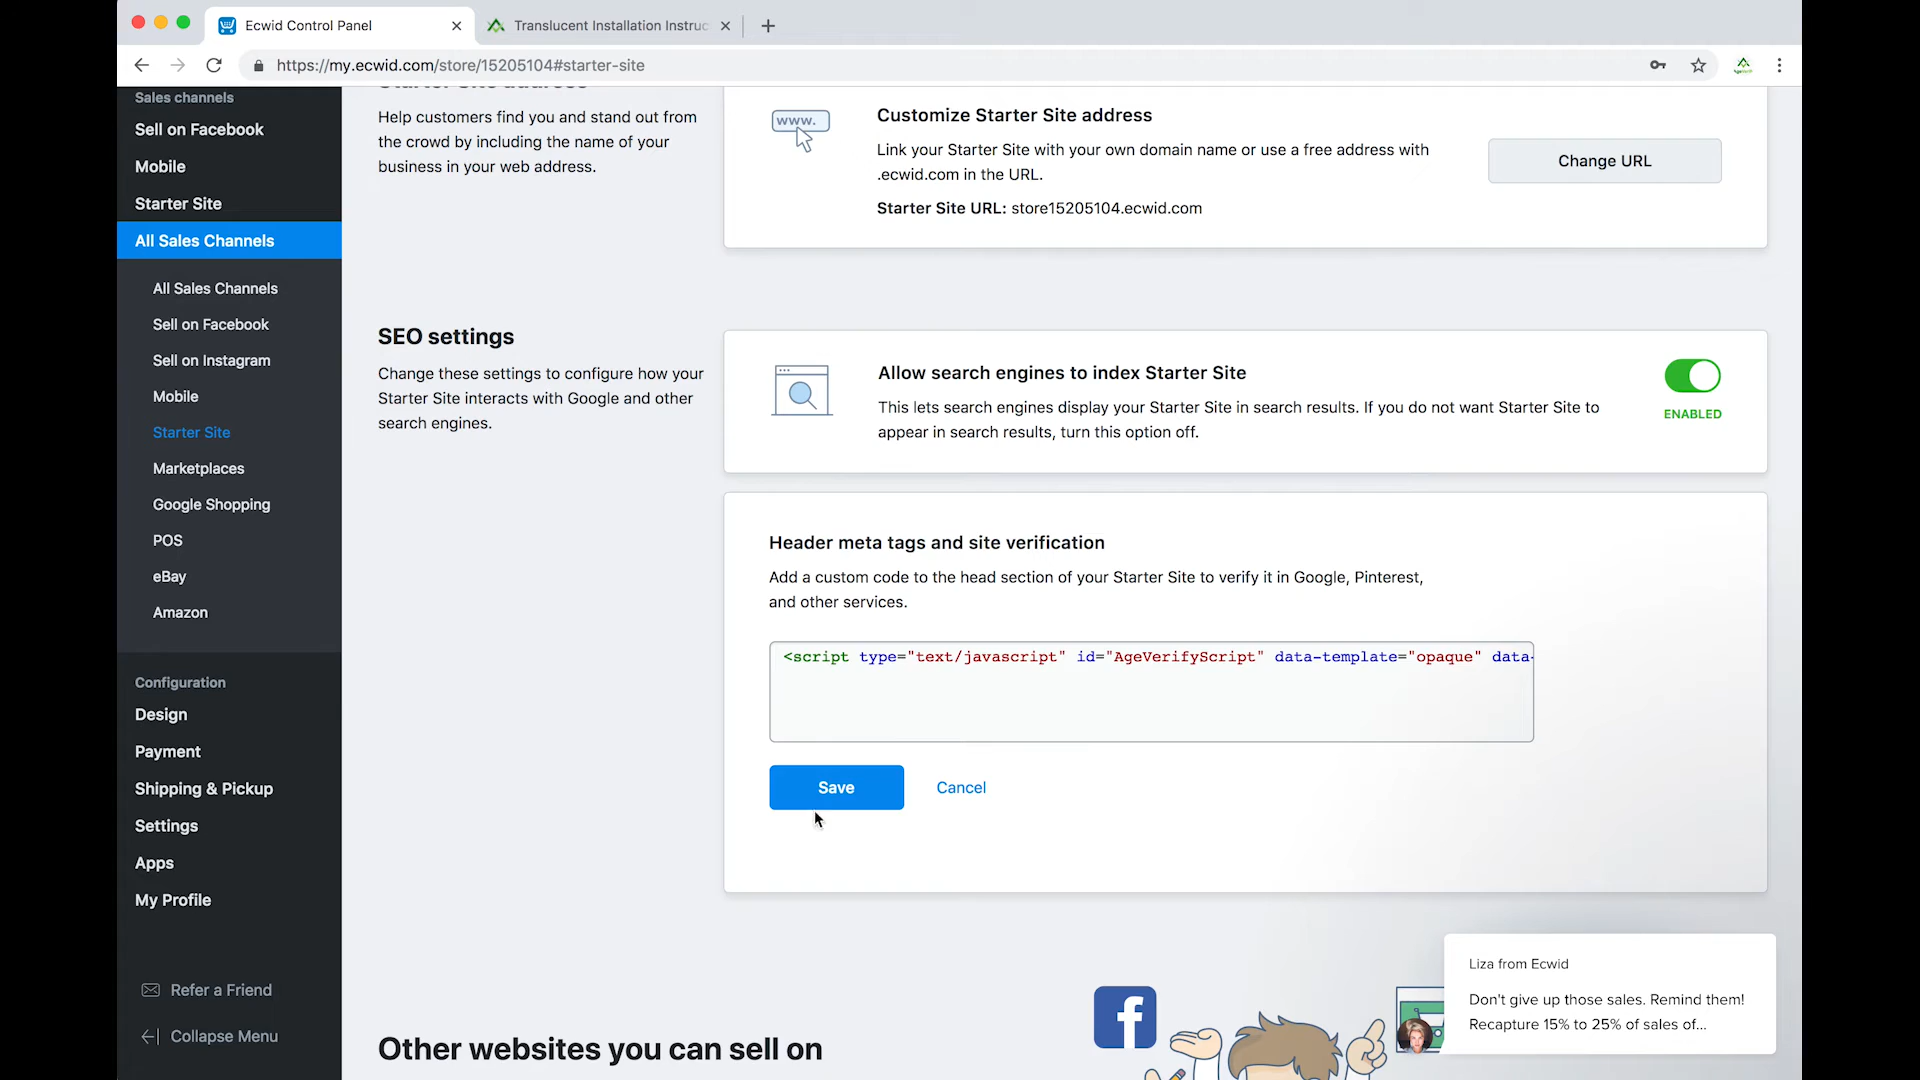 Ecwid Control Panel
Translucent Installation Instruc
https://my.ecwid.com/store/15205104#starter-site
Sales channels
Sell on Facebook
Mobile
Starter Site
All Sales Channels
All Sales Channels
Sell on Facebook
Sell on Instagram
Mobile
Starter Site
Marketplaces
Google Shopping
POS
eBay
Amazon
Configuration
Design
Payment
Shipping & Pickup
Settings
Apps
My Profile
Refer a Friend
Collapse Menu
Starter Site address
Help customers find you and stand out from
the crowd by including the name of your
business in your web address.
www.
Customize Starter Site address
Link your Starter Site with your own domain name or use a free address with
.ecwid.com in the URL.
Starter Site URL: store15205104.ecwid.com
Change URL
SEO settings
Change these settings to configure how your
Starter Site interacts with Google and other
search engines.
Allow search engines to index Starter Site
This lets search engines display your Starter Site in search results. If you do not want Starter Site to
appear in search results, turn this option off.
ENABLED
Header meta tags and site verification
Add a custom code to the head section of your Starter Site to verify it in Google, Pinterest,
and other services.
<script type="text/javascript" id="AgeVerifyScript" data-template="opaque" data-
Save
Cancel
Other websites you can sell on
Liza from Ecwid
Don't give up those sales. Remind them!
Recapture 15% to 25% of sales of...